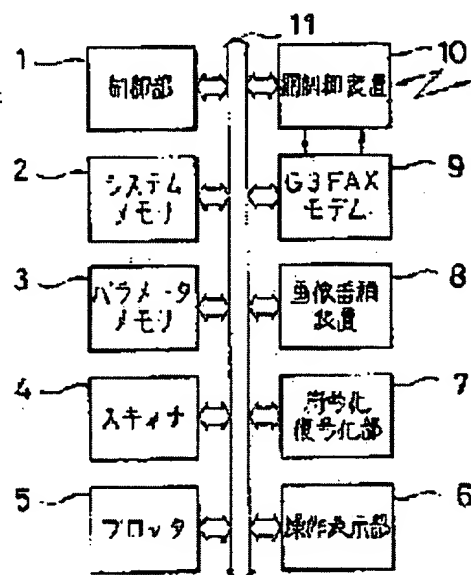 11
1
制御部
10
網制御装置
2
システム
メモリ
9
G3FAX
モデム
3
パラメータ
メモリ
8
画像蓄積
装置
4
スキャナ
7
符号化
復号化部
5
プロッタ
6
操作表示部